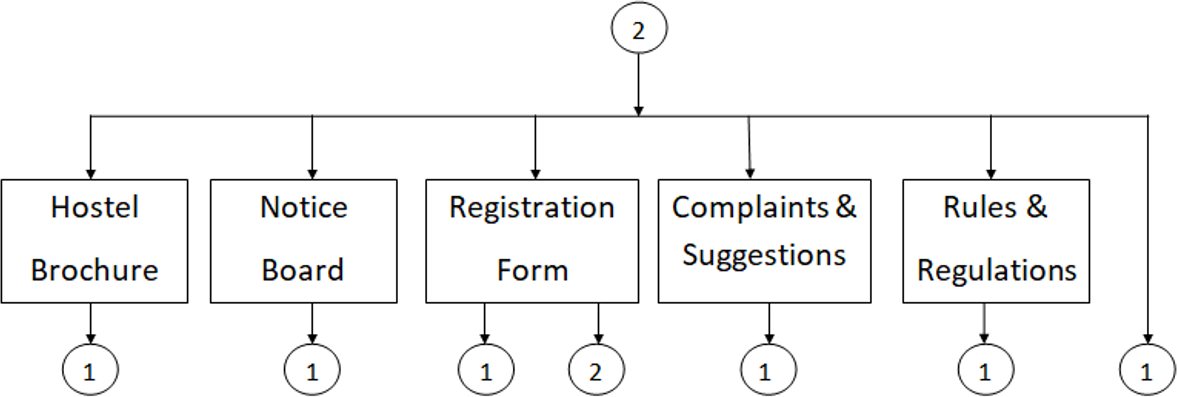 2
Hostel
Brochure
Notice
Board
Registration
Form
Complaints &
Suggestions
Rules &
Regulations
1
1
1
2
1
1
1